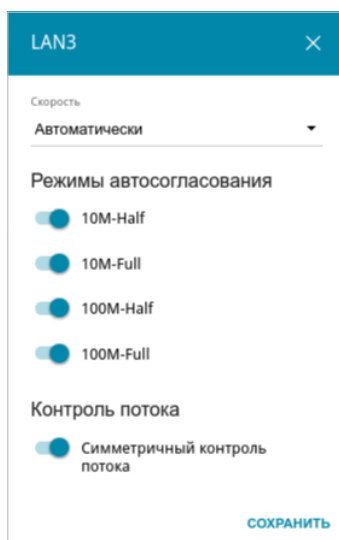 LAN3
Скорость
Автоматически
Режимы автосогласования
10M-Half
10M-Full
100M-Half
100M-Full
Контроль потока
Симметричный контроль
потока
СОХРАНИТЬ